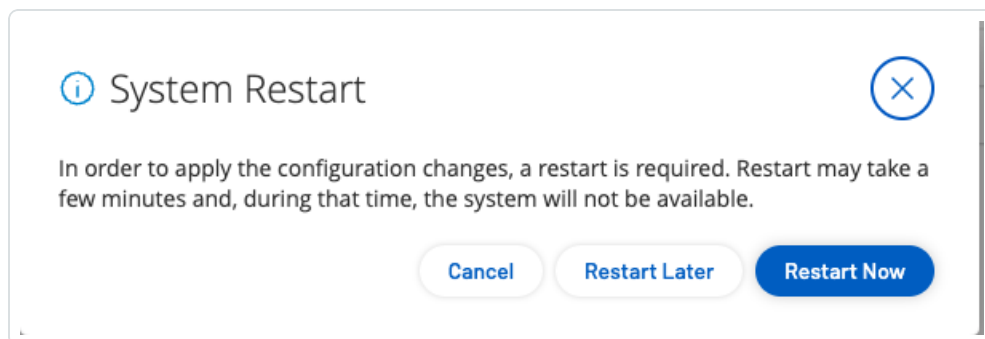 System Restart
In order to apply the configuration changes, a restart is required. Restart may take a
few minutes and, during that time, the system will not be available.
Cancel
Restart Later
Restart Now